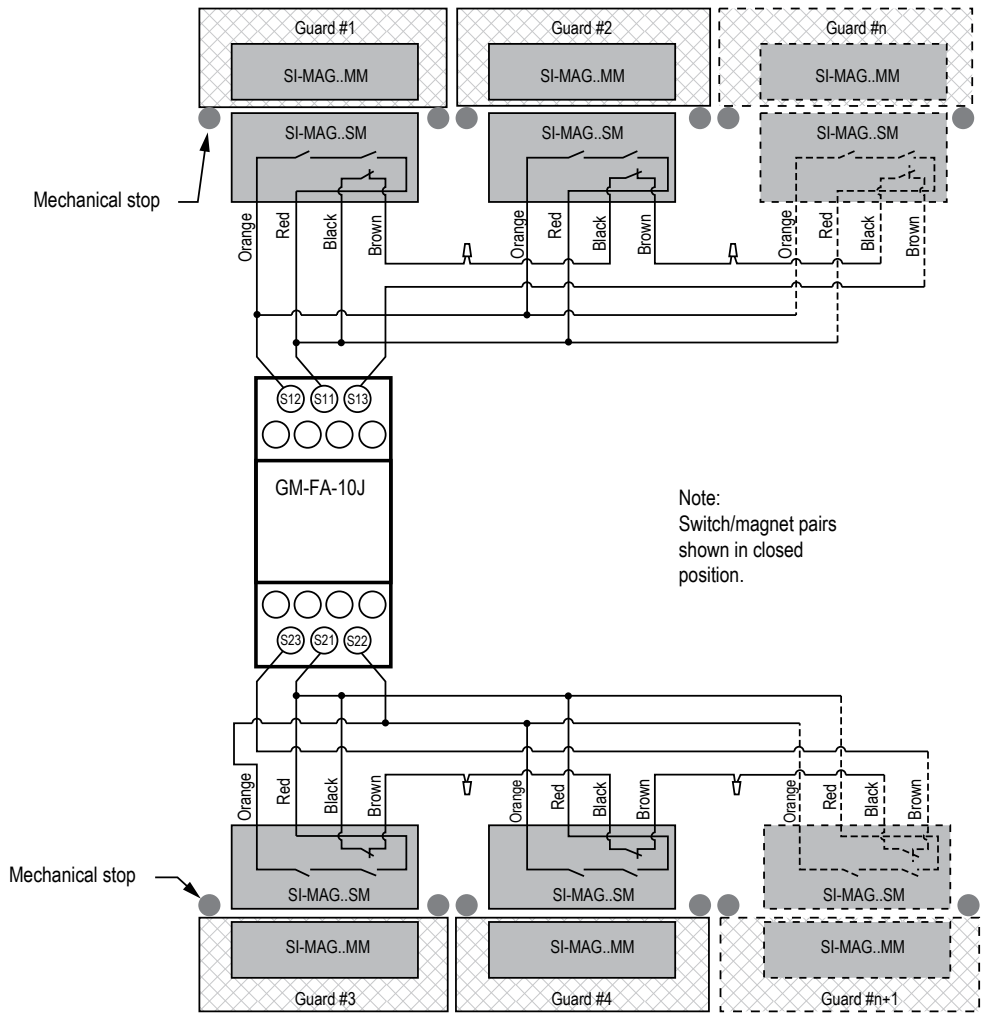 Guard #1
Guard #2
Guard #n
SI-MAG..MM
SI-MAG..MM
SI-MAG..MM
SI-MAG..SM
SI-MAG..SM
SI-MAG..SM
Mechanical stop
Orange
Red
Black
Brown
Orange
Red
Black
Brown
Orange
Red
Black
Brown
S12
S11
S13
GM-FA-10J
Note:
Switch/magnet pairs
shown in closed
position.
S23
S21
S22
Orange
Red
Black
Brown
Orange
Red
Black
Brown
Orange
Red
Black
Brown
Mechanical stop
SI-MAG..SM
SI-MAG..SM
SI-MAG..SM
SI-MAG..MM
SI-MAG..MM
SI-MAG..MM
Guard #3
Guard #4
Guard #n+1